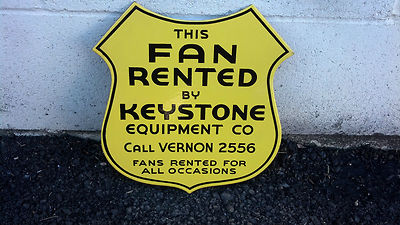 THIS
FAN
RENTED
BY
KEYSTONE
EQUIPMENT CO
CALL VERNON 2556
FANS RENTED FOR
ALL OCCASIONS